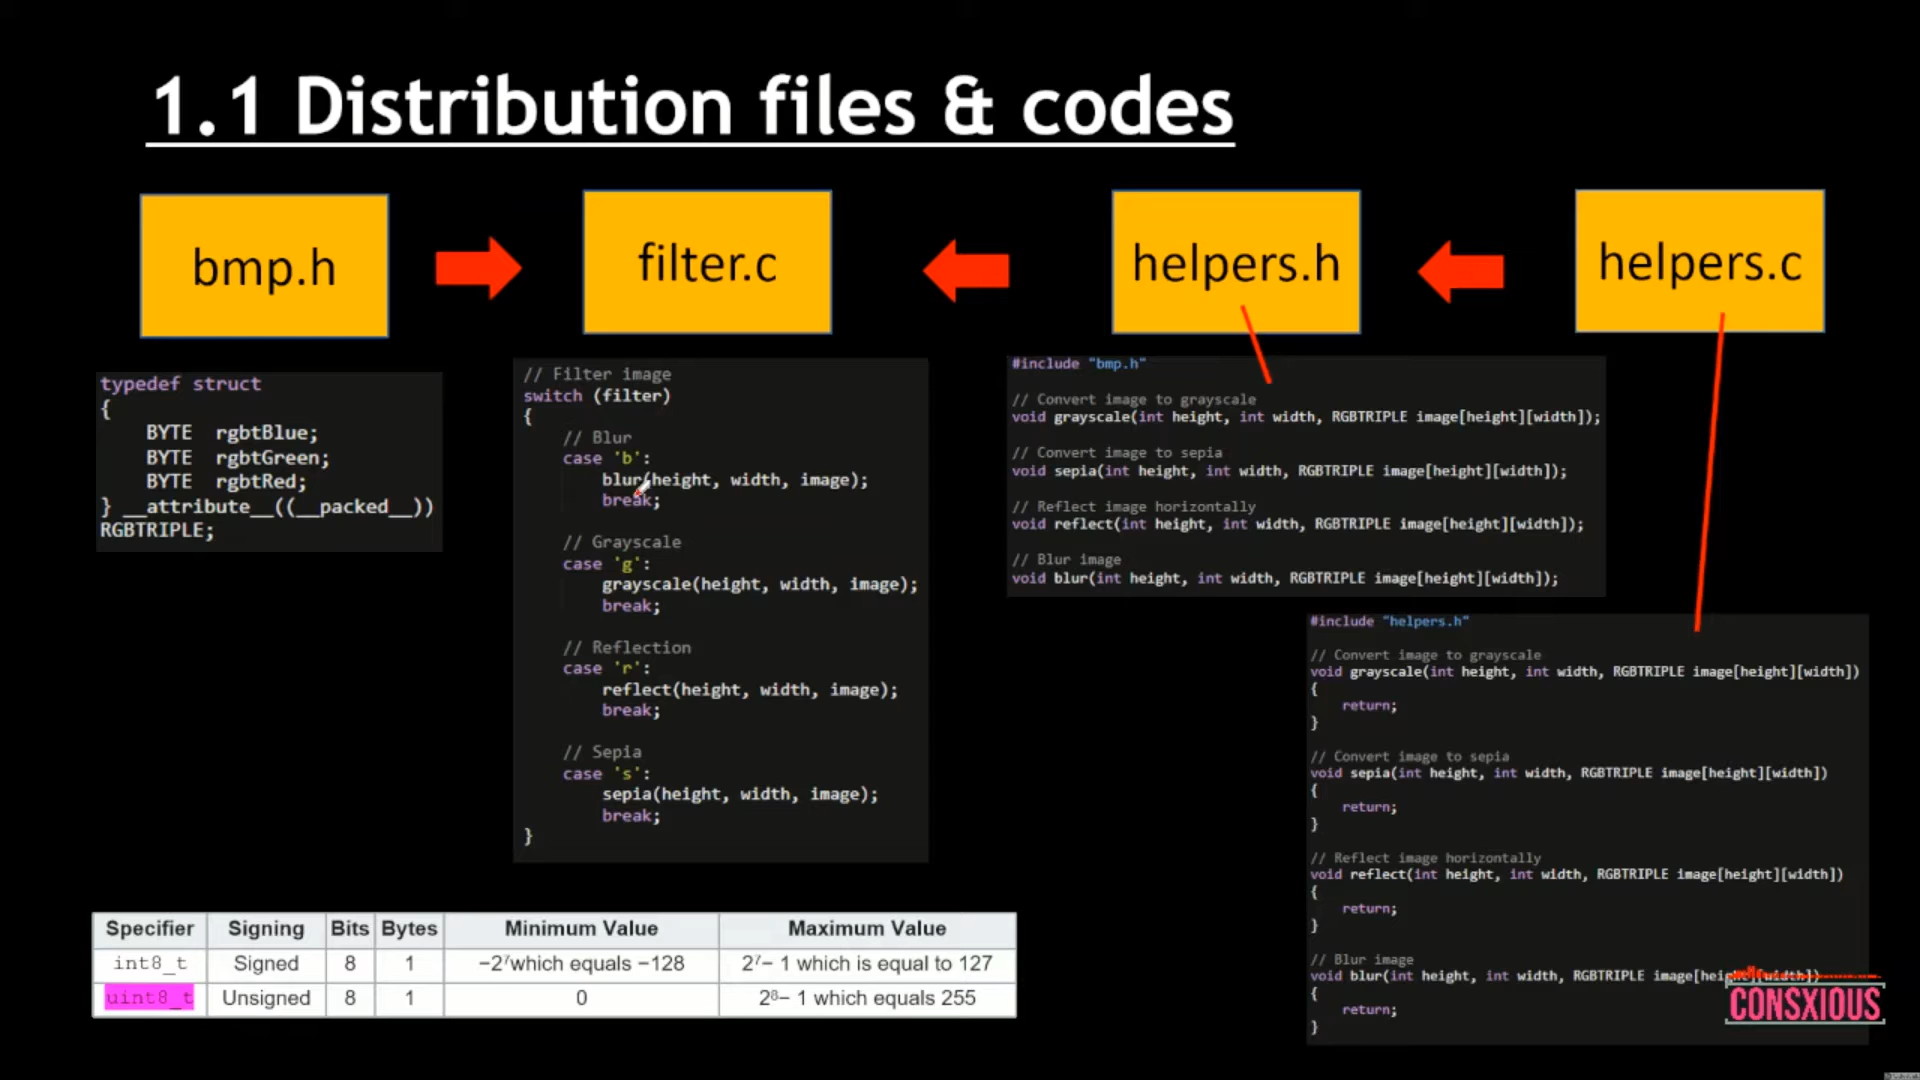 1.1 Distribution files & codes
bmp.h
filter.c
helpers.h
helpers.c
typedef struct
{
BYTE rgbtBlue;
BYTE rgbtGreen;
BYTE rgbtRed;
} __attribute__((__packed__))
RGBTRIPLE;
// Filter image
switch (filter)
{
// Blur
case 'b':
blur(height, width, image);
break;
// Grayscale
case 'g':
grayscale(height, width, image);
break;
// Reflection
case 'r':
reflect(height, width, image);
break;
// Sepia
case 's':
sepia(height, width, image);
break;
}
#include "bmp.h"
// Convert image to grayscale
void grayscale(int height, int width, RGBTRIPLE image[height][width]);
// Convert image to sepia
void sepia(int height, int width, RGBTRIPLE image[height][width]);
// Reflect image horizontally
void reflect(int height, int width, RGBTRIPLE image[height][width]);
// Blur image
void blur(int height, int width, RGBTRIPLE image[height][width]);
#include "helpers.h"
// Convert image to grayscale
void grayscale(int height, int width, RGBTRIPLE image[height][width])
{
return;
}
// Convert image to sepia
void sepia(int height, int width, RGBTRIPLE image[height][width])
{
return;
}
// Reflect image horizontally
void reflect(int height, int width, RGBTRIPLE image[height][width])
{
return;
}
// Blur image
void blur(int height, int width, RGBTRIPLE image[height][width])
{
return;
}
Specifier Signing Bits Bytes Minimum Value Maximum Value
int8_t Signed 8 1 −2⁷which equals −128 2⁷− 1 which is equal to 127
uint8_t Unsigned 8 1 0 2⁸− 1 which equals 255
CONSXIOUS